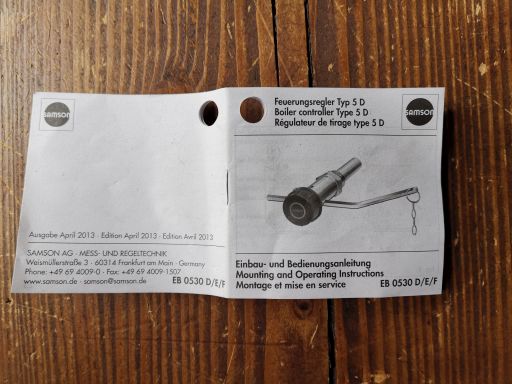 samson
Ausgabe April 2013 · Edition April 2013 · Edition Avril 2013
SAMSON AG · MESS- UND REGELTECHNIK
Weismüllerstraße 3 · 60314 Frankfurt am Main · Germany
Phone: +49 69 4009-0 · Fax: +49 69 4009-1507
www.samson.de · samson@samson.de
EB 0530 D/E/F
Feuerungsregler Typ 5 D
Boiler controller Type 5 D
Régulateur de tirage type 5 D
samson
Einbau- und Bedienungsanleitung
Mounting and Operating Instructions
Montage et mise en service
EB 0530 D/E/F